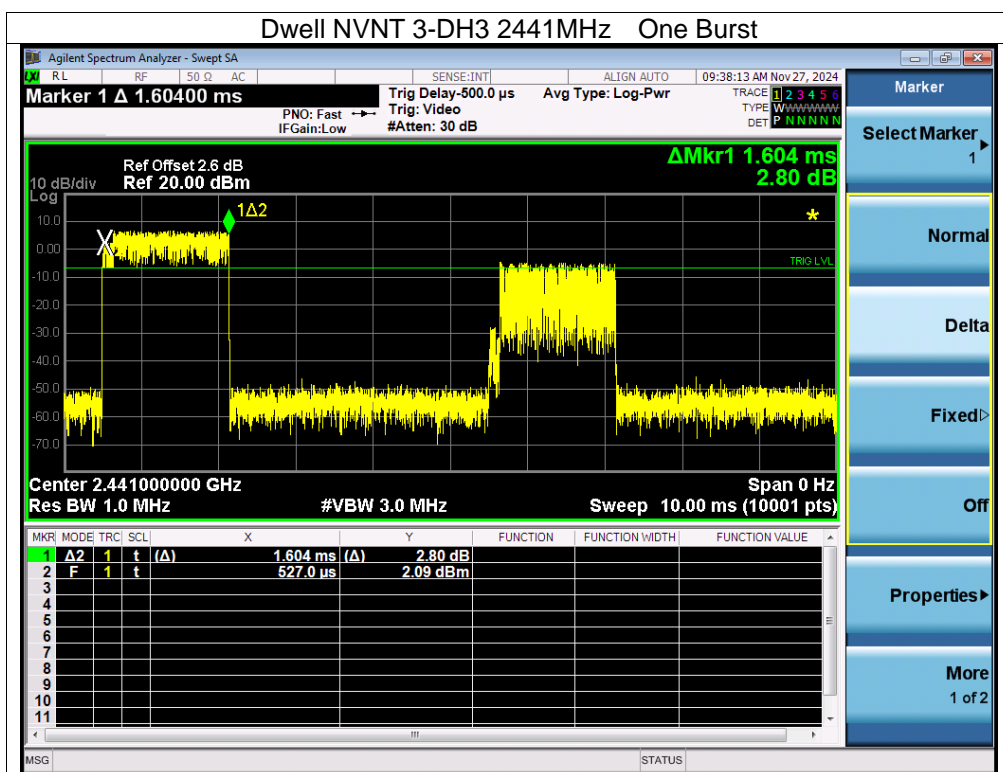 Dwell NVNT 3-DH3 2441MHz One Burst
Agilent Spectrum Analyzer - Swept SA
LXI RL RF 50 Ω AC SENSE:INT ALIGN AUTO 09:38:13 AM Nov 27, 2024
Marker 1 Δ 1.60400 ms
PNO: Fast
IFGain:Low
Trig Delay-500.0 µs
Trig: Video
#Atten: 30 dB
Avg Type: Log-Pwr
TRACE 1 2 3 4 5 6
TYPE WWWWWW
DET P N N N N N
ΔMkr1 1.604 ms
2.80 dB
Ref Offset 2.6 dB
10 dB/div Ref 20.00 dBm
Log
10.0
0.00
-10.0
-20.0
-30.0
-40.0
-50.0
-60.0
-70.0
X
1Δ2
*
TRIG LVL
Center 2.441000000 GHz Span 0 Hz
Res BW 1.0 MHz #VBW 3.0 MHz Sweep 10.00 ms (10001 pts)
MKR MODE TRC SCL X Y FUNCTION FUNCTION WIDTH FUNCTION VALUE
1 Δ2 1 t (Δ) 1.604 ms (Δ) 2.80 dB
2 F 1 t 527.0 µs 2.09 dBm
3
4
5
6
7
8
9
10
11
MSG STATUS
Marker
Select Marker
1
Normal
Delta
Fixed
Off
Properties
More
1 of 2